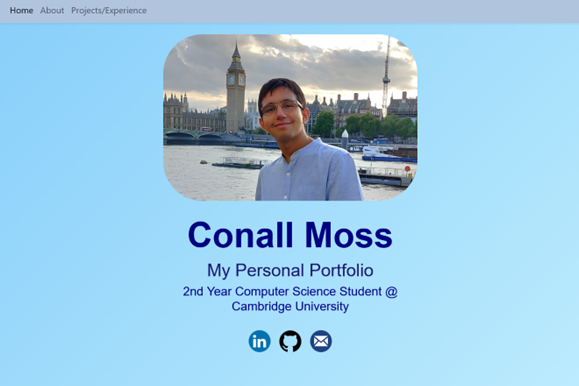 Home About Projects/Experience
Conall Moss
My Personal Portfolio
2nd Year Computer Science Student @
Cambridge University
in